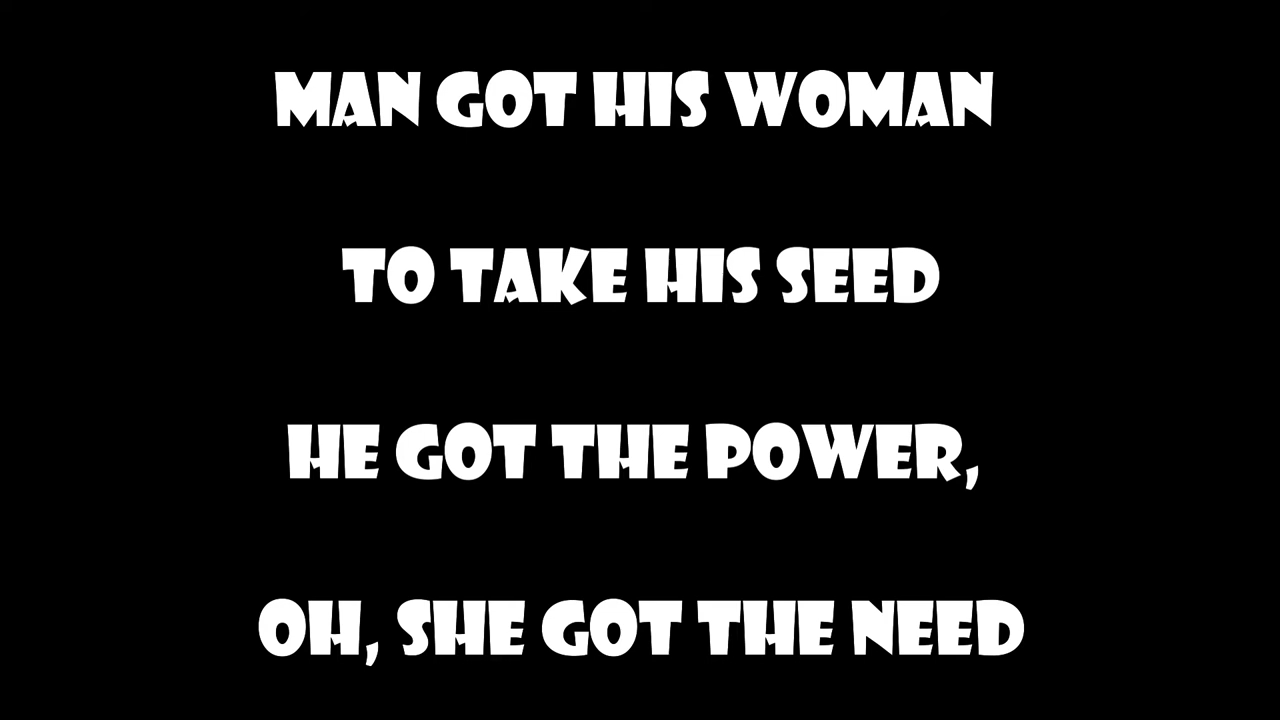 MAN GOT HIS WOMAN
TO TAKE HIS SEED
HE GOT THE POWER,
OH, SHE GOT THE NEED